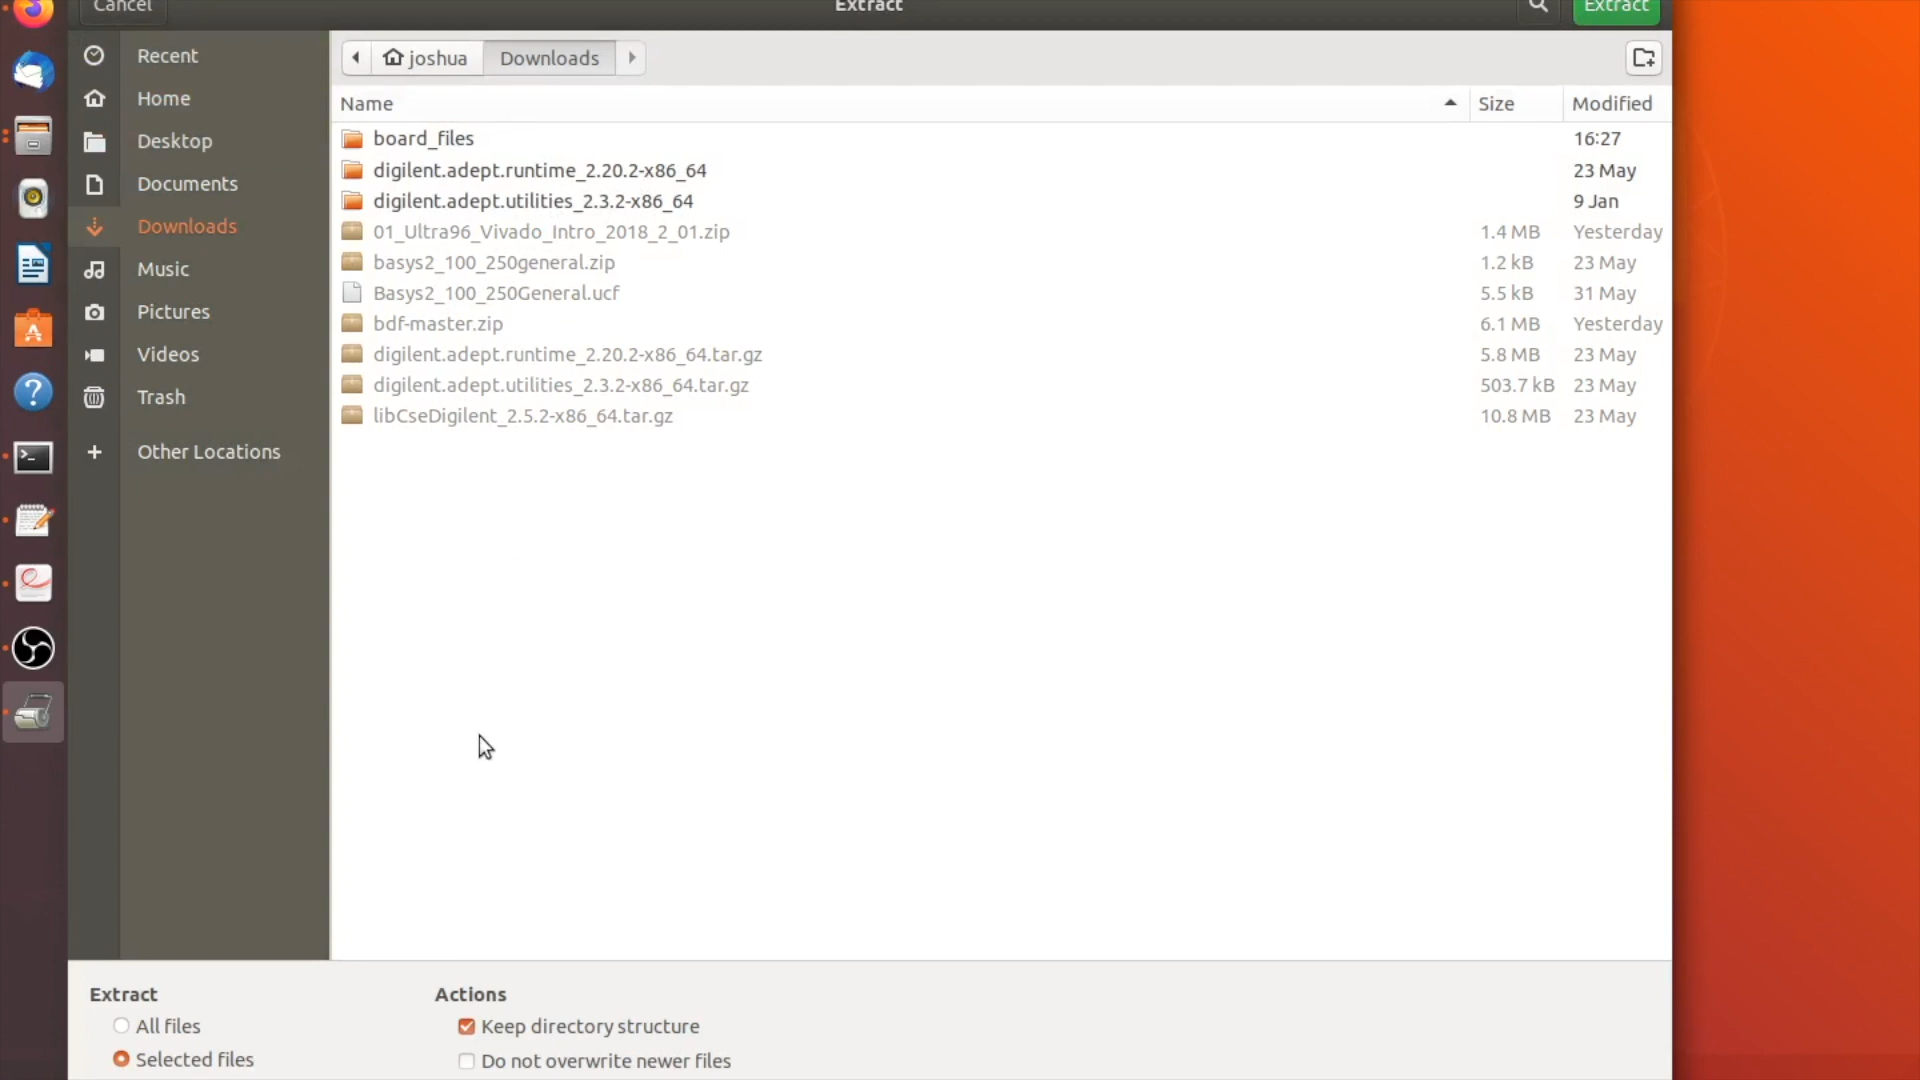 Cancel Extract Extract
Recent
Home
Desktop
Documents
Downloads
Music
Pictures
Videos
Trash
Other Locations
joshua Downloads
Name Size Modified
board_files 16:27
digilent.adept.runtime_2.20.2-x86_64 23 May
digilent.adept.utilities_2.3.2-x86_64 9 Jan
01_Ultra96_Vivado_Intro_2018_2_01.zip 1.4 MB Yesterday
basys2_100_250general.zip 1.2 kB 23 May
Basys2_100_250General.ucf 5.5 kB 31 May
bdf-master.zip 6.1 MB Yesterday
digilent.adept.runtime_2.20.2-x86_64.tar.gz 5.8 MB 23 May
digilent.adept.utilities_2.3.2-x86_64.tar.gz 503.7 kB 23 May
libCseDigilent_2.5.2-x86_64.tar.gz 10.8 MB 23 May
Extract
All files
Selected files
Actions
Keep directory structure
Do not overwrite newer files